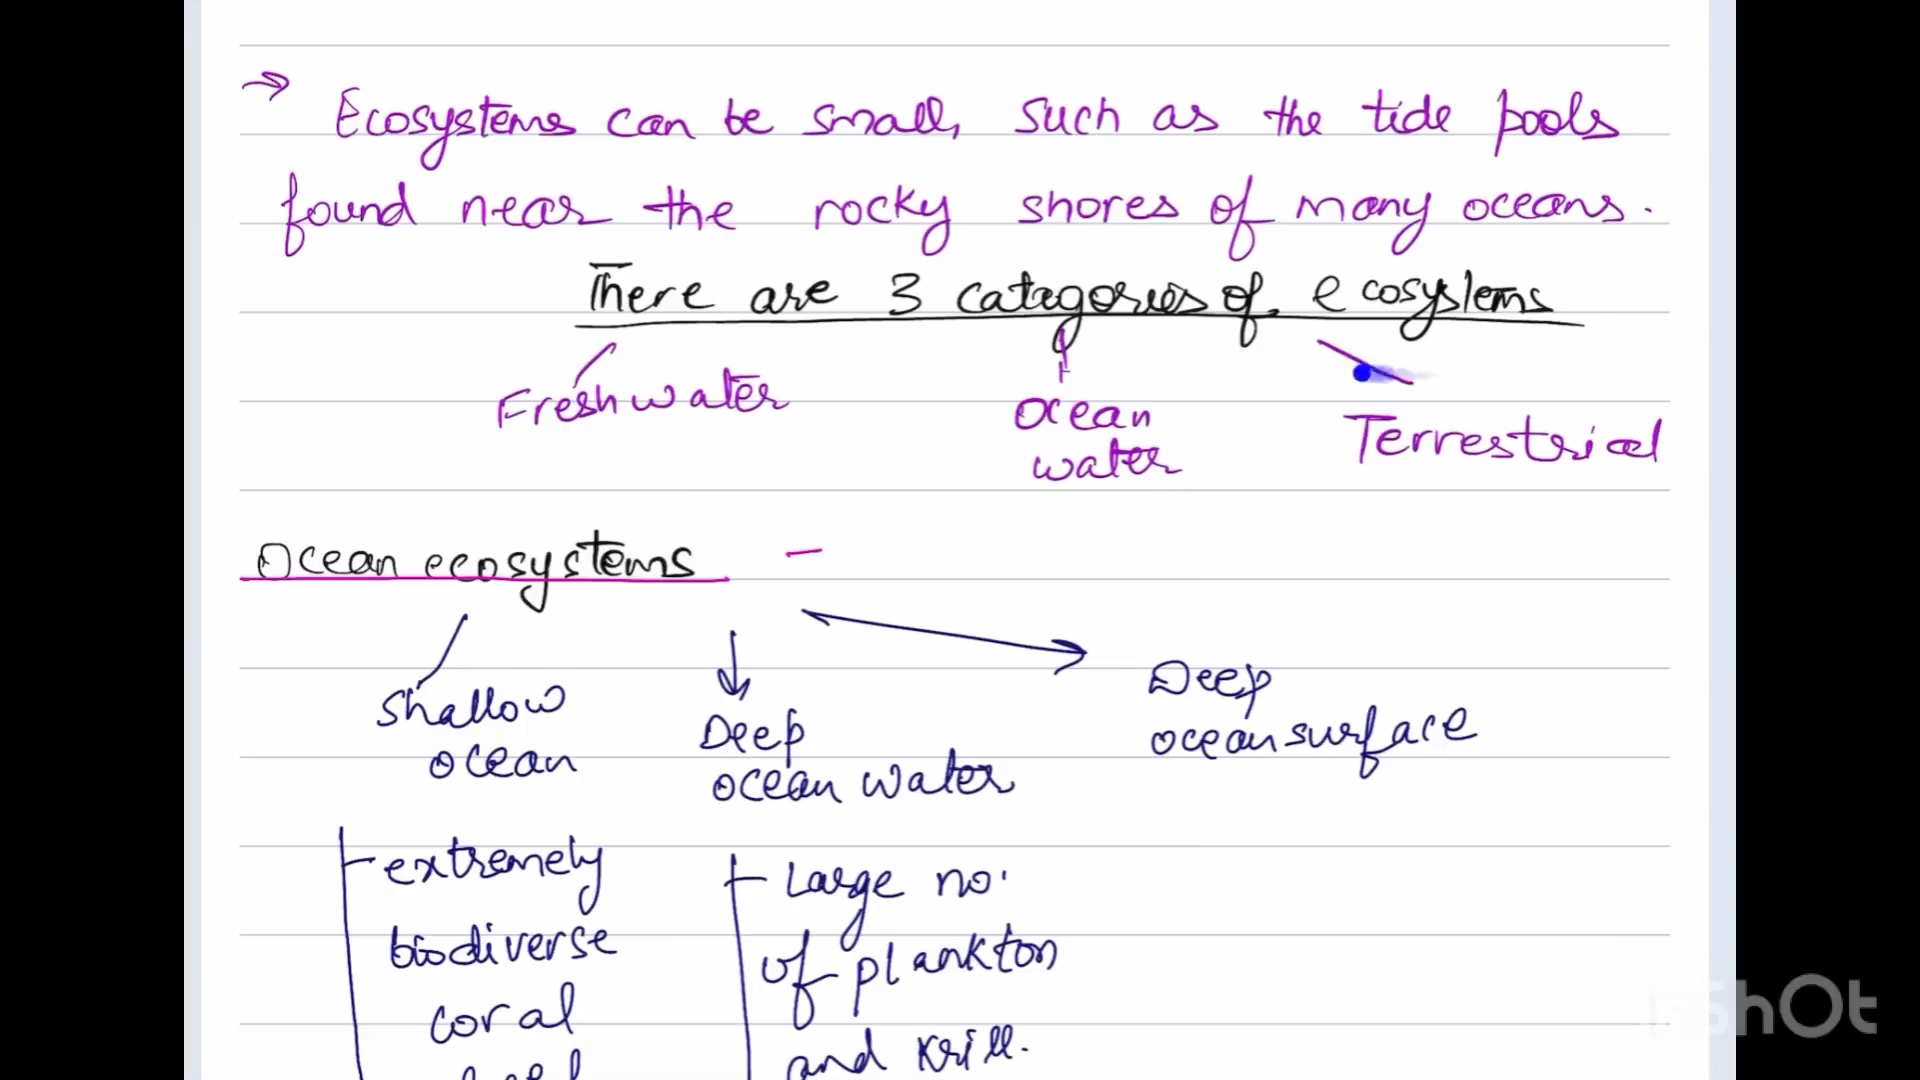 → Ecosystems can be small, such as the tide pools
found near the rocky shores of many oceans.
There are 3 categories of ecosystems
Freshwater
Ocean
water
Terrestrial
Ocean ecosystems —
Shallow
ocean
Deep
ocean water
Deep
ocean surface
extremely
biodiverse
coral
Large no.
of plankton
and krill.
InShOt